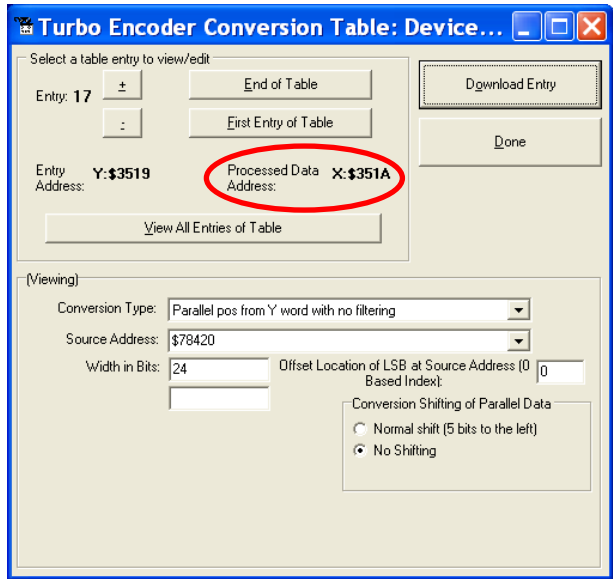 Turbo Encoder Conversion Table: Device...
Select a table entry to view/edit
Entry: 17
+
-
End of Table
First Entry of Table
Download Entry
Done
Entry Address: Y:$3519
Processed Data Address: X:$351A
View All Entries of Table
(Viewing)
Conversion Type: Parallel pos from Y word with no filtering
Source Address: $78420
Width in Bits: 24
Offset Location of LSB at Source Address (0
Based Index): 0
Conversion Shifting of Parallel Data
Normal shift (5 bits to the left)
No Shifting